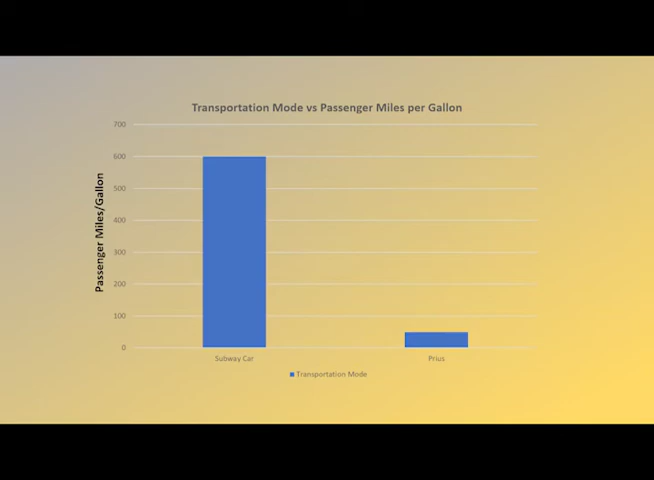 Transportation Mode vs Passenger Miles per Gallon
700
600
500
400
300
200
100
0
Passenger Miles/Gallon
Subway Car
Prius
Transportation Mode